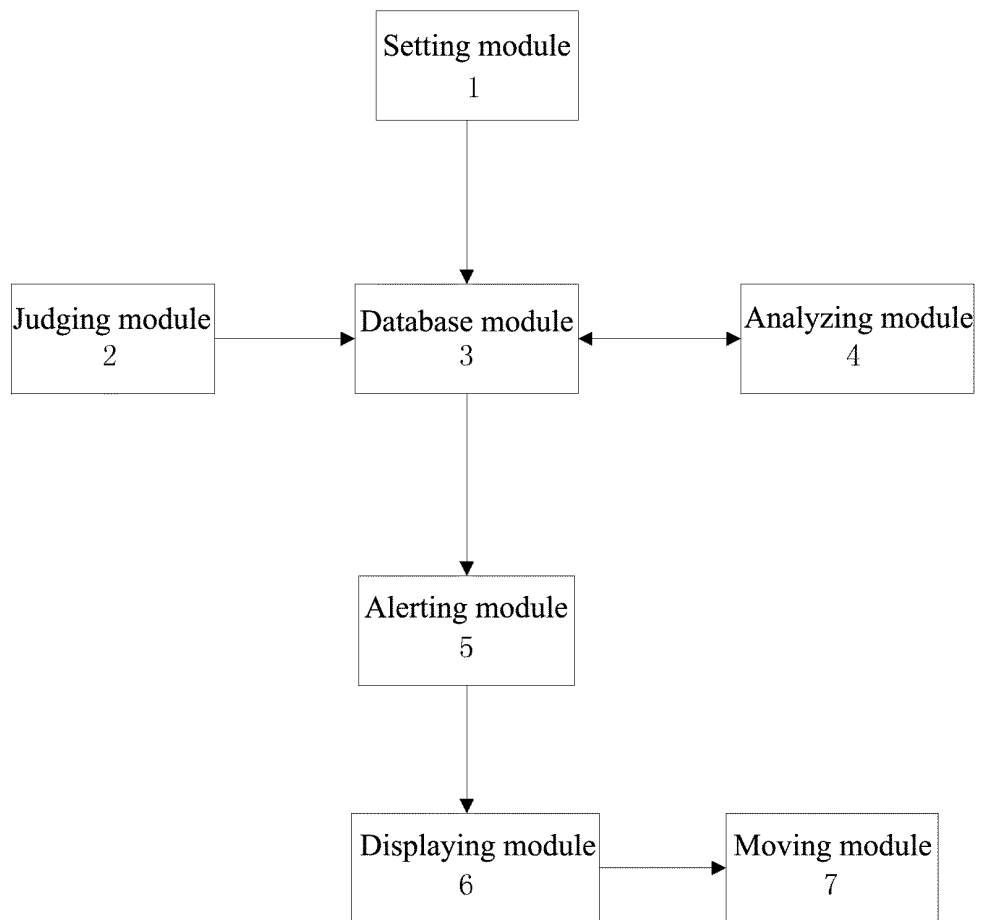 Setting module
1
Judging module
2
Database module
3
Analyzing module
4
Alerting module
5
Displaying module
6
Moving module
7